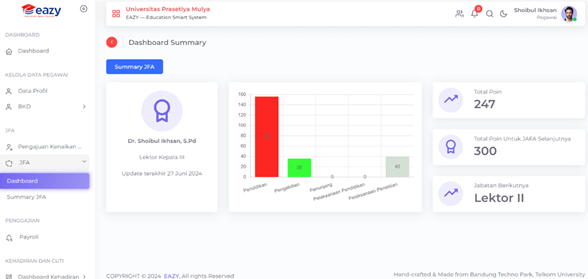 eazy
Universitas Prasetiya Mulya
EAZY — Education Smart System
8
Shoibul Ikhsan
Pegawai
DASHBOARD
Dashboard
KELOLA DATA PEGAWAI
Data Profil
BKD
JFA
Pengajuan Kenaikan ...
JFA
Dashboard
Summary JFA
PENGGAJIAN
Payroll
KEHADIRAN DAN CUTI
Dashboard Kehadiran
Dashboard Summary
Summary JFA
Dr. Shoibul Ikhsan, S.Pd
Lektor Kepala III
Update terakhir 27 Juni 2024
160
140
120
100
80
60
40
20
0
0
0
40
Pendidikan
Pengabdian
Penunjang
Pelaksanaan Pendidikan
Pelaksanaan Penelitian
Total Poin
247
Total Poin Untuk JAFA Selanjutnya
300
Jabatan Berikutnya
Lektor II
COPYRIGHT © 2024 EAZY, All rights Reserved
Hand-crafted & Made from Bandung Techno Park, Telkom University